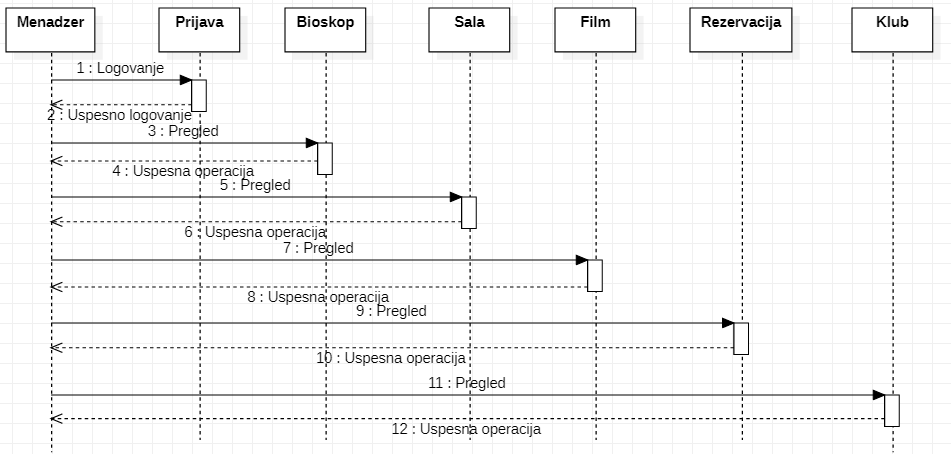 Menadzer Prijava Bioskop Sala Film Rezervacija Klub
1 : Logovanje
2 : Uspesno logovanje
3 : Pregled
4 : Uspesna operacija
5 : Pregled
6 : Uspesna operacija
7 : Pregled
8 : Uspesna operacija
9 : Pregled
10 : Uspesna operacija
11 : Pregled
12 : Uspesna operacija